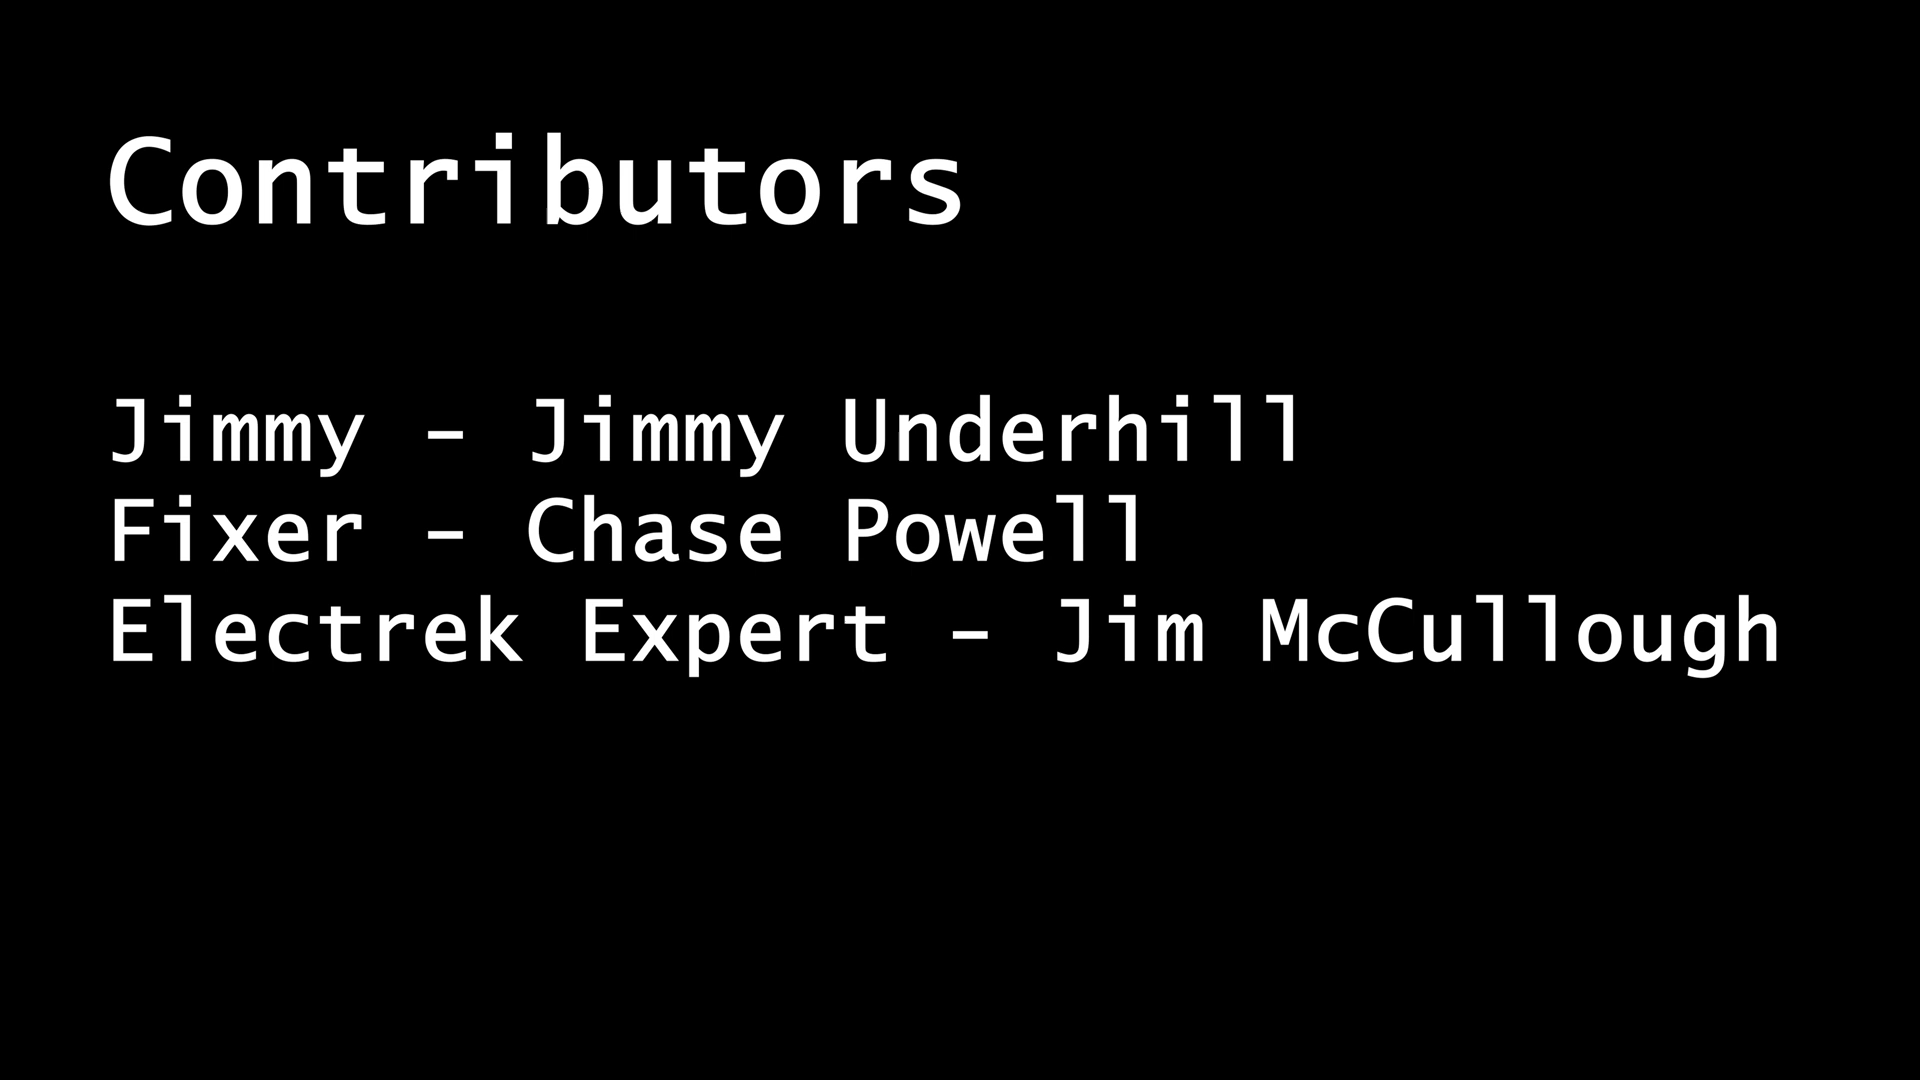 Contributors
Jimmy - Jimmy Underhill
Fixer - Chase Powell
Electrek Expert - Jim McCullough